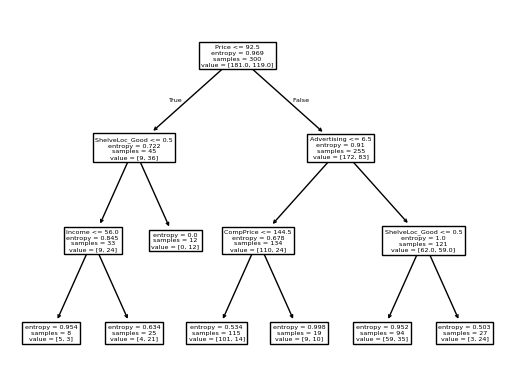 Price <= 92.5
entropy = 0.969
samples = 300
value = [181.0, 119.0]
True
False
ShelveLoc_Good <= 0.5
entropy = 0.722
samples = 45
value = [9, 36]
Advertising <= 6.5
entropy = 0.91
samples = 255
value = [172, 83]
Income <= 56.0
entropy = 0.845
samples = 33
value = [9, 24]
entropy = 0.0
samples = 12
value = [0, 12]
CompPrice <= 144.5
entropy = 0.678
samples = 134
value = [110, 24]
ShelveLoc_Good <= 0.5
entropy = 1.0
samples = 121
value = [62.0, 59.0]
entropy = 0.954
samples = 8
value = [5, 3]
entropy = 0.634
samples = 25
value = [4, 21]
entropy = 0.534
samples = 115
value = [101, 14]
entropy = 0.998
samples = 19
value = [9, 10]
entropy = 0.952
samples = 94
value = [59, 35]
entropy = 0.503
samples = 27
value = [3, 24]